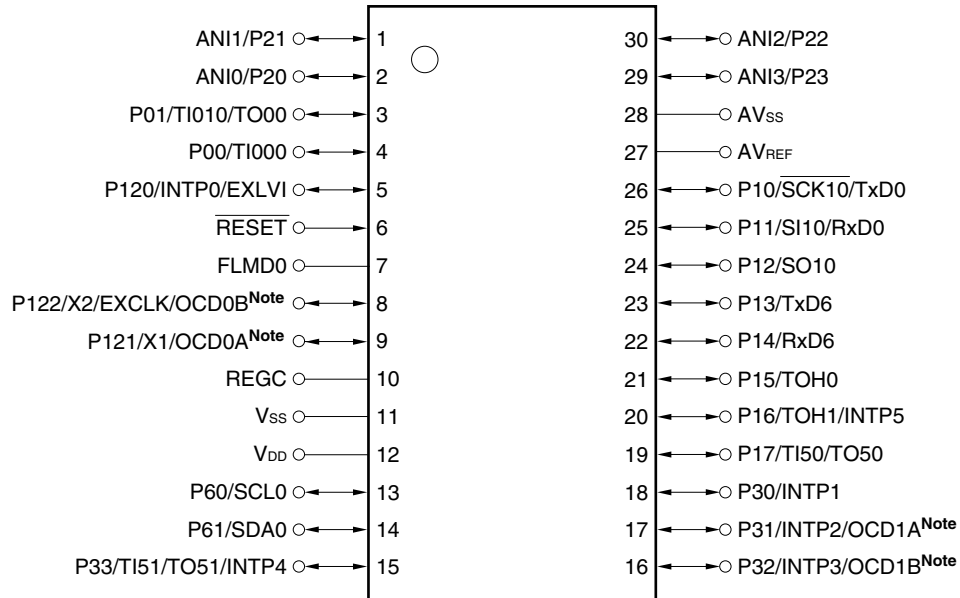 ANI1/P21 1 30 ANI2/P22
ANI0/P20 2 29 ANI3/P23
P01/TI010/TO00 3 28 AVSS
P00/TI000 4 27 AVREF
P120/INTP0/EXLVI 5 26 P10/SCK10/TxD0
RESET 6 25 P11/SI10/RxD0
FLMD0 7 24 P12/SO10
P122/X2/EXCLK/OCD0BNote 8 23 P13/TxD6
P121/X1/OCD0ANote 9 22 P14/RxD6
REGC 10 21 P15/TOH0
VSS 11 20 P16/TOH1/INTP5
VDD 12 19 P17/TI50/TO50
P60/SCL0 13 18 P30/INTP1
P61/SDA0 14 17 P31/INTP2/OCD1ANote
P33/TI51/TO51/INTP4 15 16 P32/INTP3/OCD1BNote